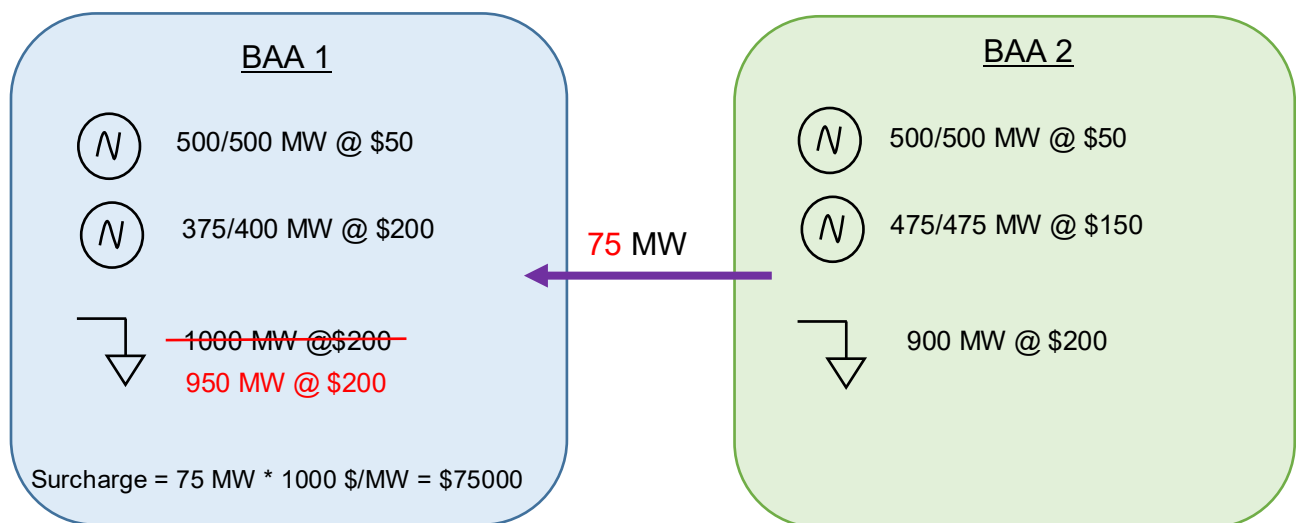 BAA 1
500/500 MW @ $50
375/400 MW @ $200
1000 MW @$200
950 MW @ $200
Surcharge = 75 MW * 1000 $/MW = $75000
75 MW
BAA 2
500/500 MW @ $50
475/475 MW @ $150
900 MW @ $200